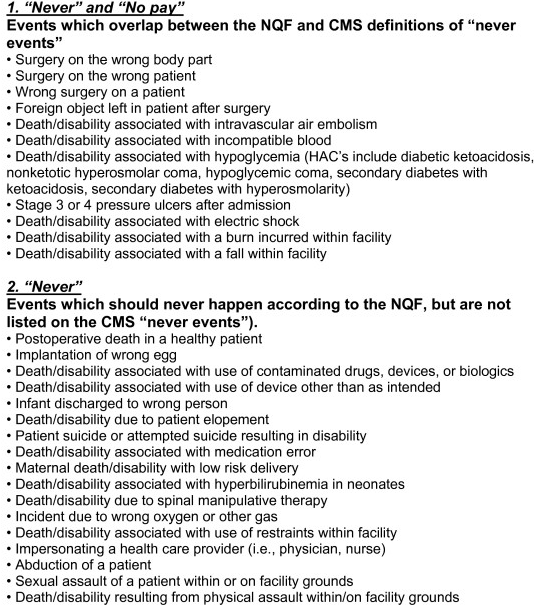 1. “Never” and “No pay”
Events which overlap between the NQF and CMS definitions of “never
events”
• Surgery on the wrong body part
• Surgery on the wrong patient
• Wrong surgery on a patient
• Foreign object left in patient after surgery
• Death/disability associated with intravascular air embolism
• Death/disability associated with incompatible blood
• Death/disability associated with hypoglycemia (HAC’s include diabetic ketoacidosis,
nonketotic hyperosmolar coma, hypoglycemic coma, secondary diabetes with
ketoacidosis, secondary diabetes with hyperosmolarity)
• Stage 3 or 4 pressure ulcers after admission
• Death/disability associated with electric shock
• Death/disability associated with a burn incurred within facility
• Death/disability associated with a fall within facility
2. “Never”
Events which should never happen according to the NQF, but are not
listed on the CMS “never events”).
• Postoperative death in a healthy patient
• Implantation of wrong egg
• Death/disability associated with use of contaminated drugs, devices, or biologics
• Death/disability associated with use of device other than as intended
• Infant discharged to wrong person
• Death/disability due to patient elopement
• Patient suicide or attempted suicide resulting in disability
• Death/disability associated with medication error
• Maternal death/disability with low risk delivery
• Death/disability associated with hyperbilirubinemia in neonates
• Death/disability due to spinal manipulative therapy
• Incident due to wrong oxygen or other gas
• Death/disability associated with use of restraints within facility
• Impersonating a health care provider (i.e., physician, nurse)
• Abduction of a patient
• Sexual assault of a patient within or on facility grounds
• Death/disability resulting from physical assault within/on facility grounds